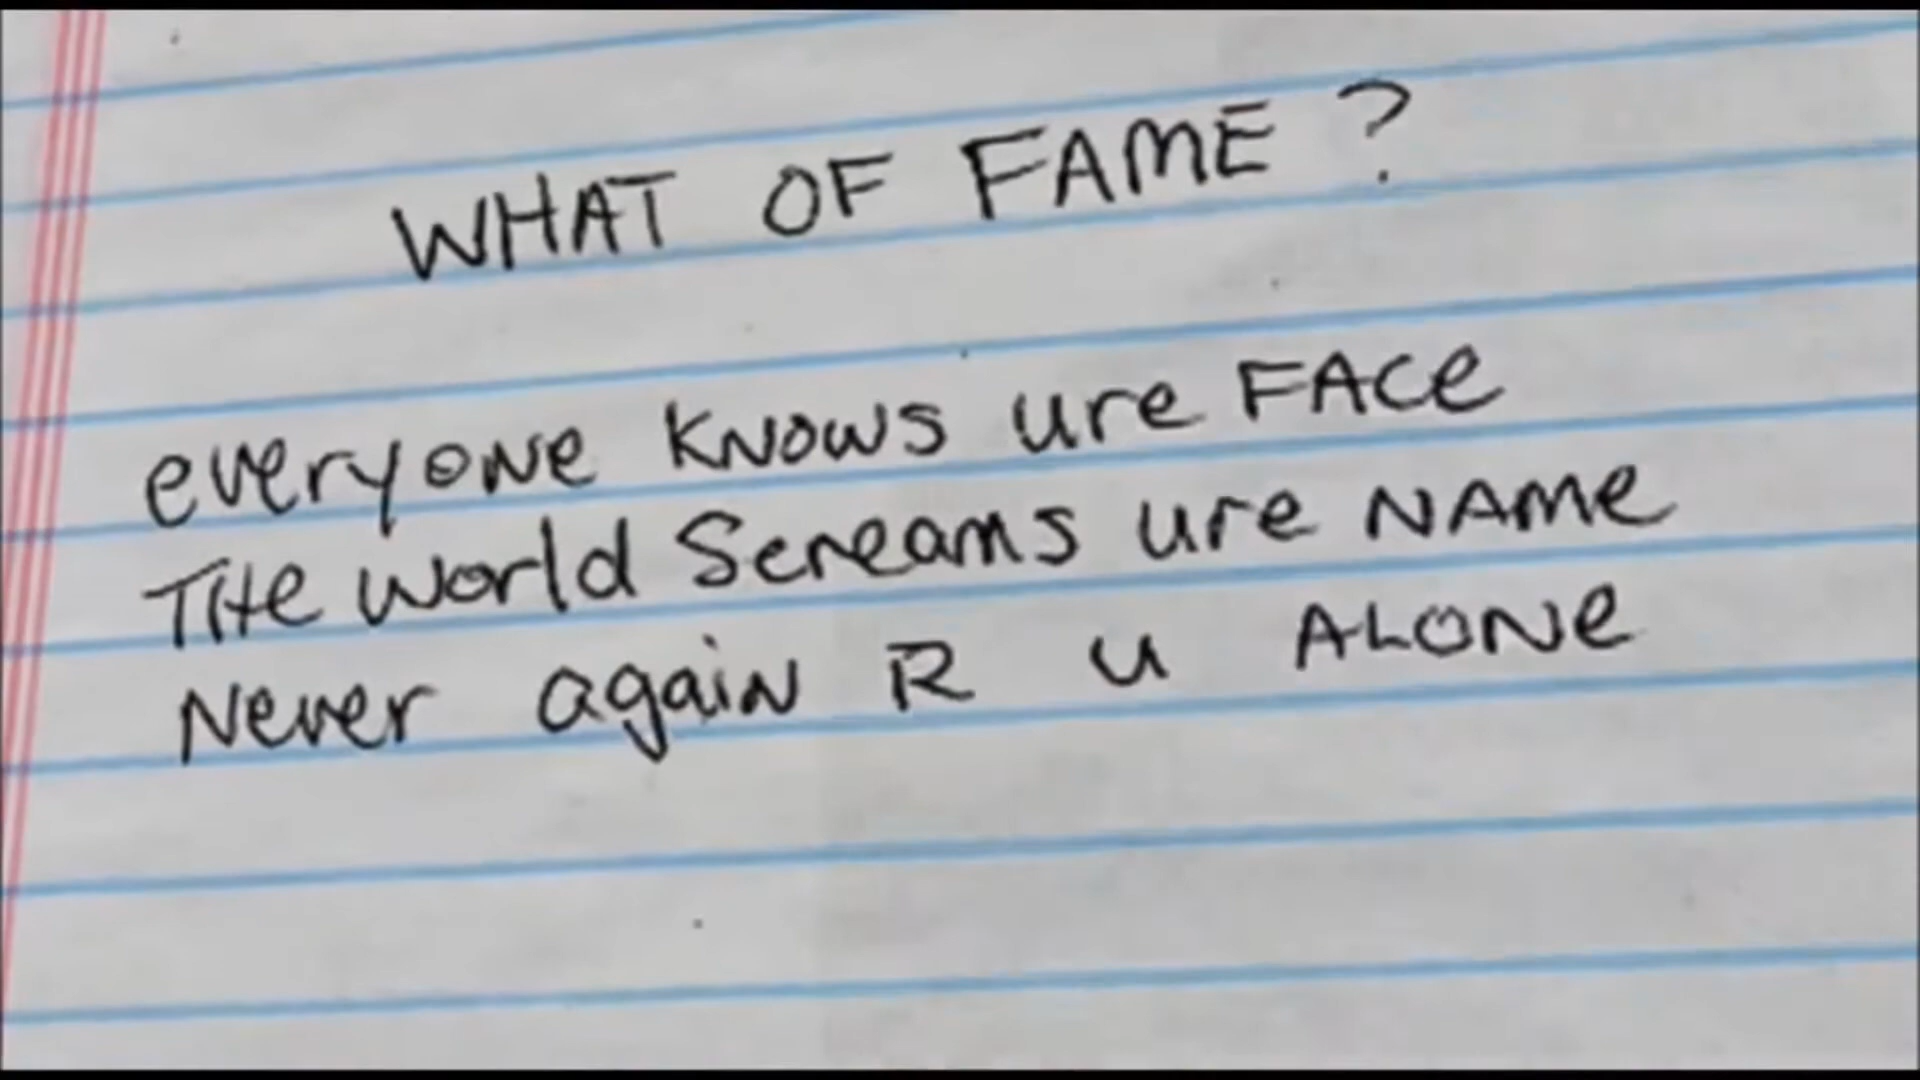 WHAT OF FAME ?
everyone KNOWS ure FACe
THe world Screams ure NAMe
Never again R u ALONe